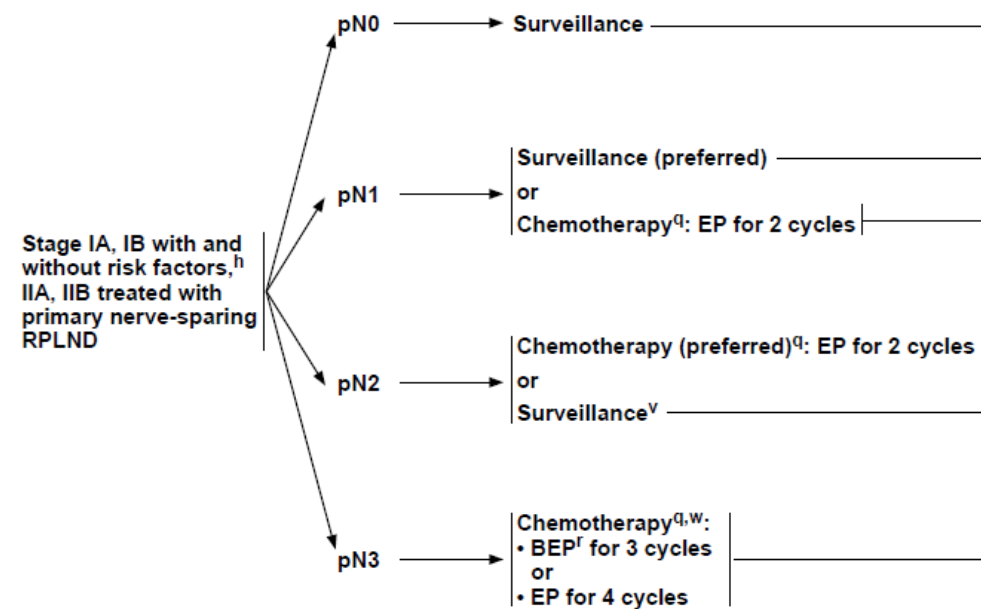 pN0
Surveillance
Surveillance (preferred)
or
pN1
Chemotherapyq: EP for 2 cycles
Stage IA, IB with and
without risk factors,h
IIA, IIB treated with
primary nerve-sparing
RPLND
Chemotherapy (preferred)q: EP for 2 cycles
or
pN2
Surveillancev
Chemotherapyq,w:
• BEPr for 3 cycles
or
pN3
• EP for 4 cycles